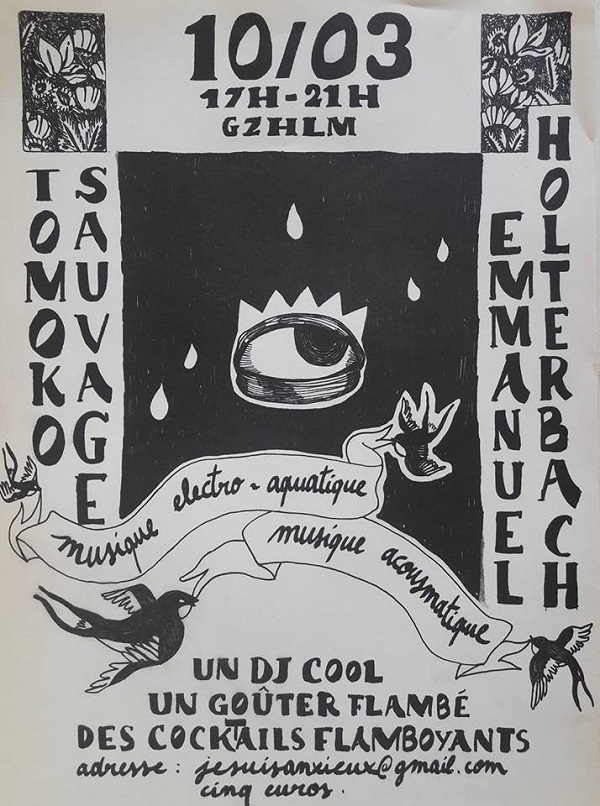 10/03
17H-21H
GZHLM
TOMOKO
SAUVAGE
EMMANUEL
HOLTERBACH
musique electro-aquatique
musique acousmatique
UN DJ COOL
UN GOÛTER FLAMBÉ
DES COCKTAILS FLAMBOYANTS
adresse : jesuisanxieux@gmail.com
cinq euros.